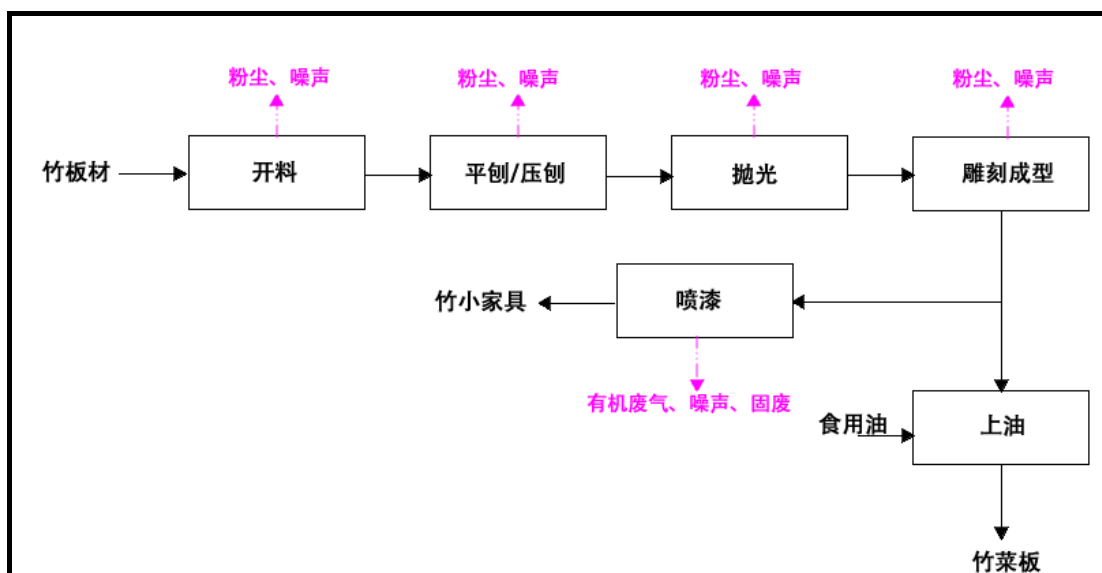 粉尘、噪声
粉尘、噪声
粉尘、噪声
粉尘、噪声
竹板材
开料
平刨/压刨
抛光
雕刻成型
竹小家具
喷漆
有机废气、噪声、固废
食用油
上油
竹菜板